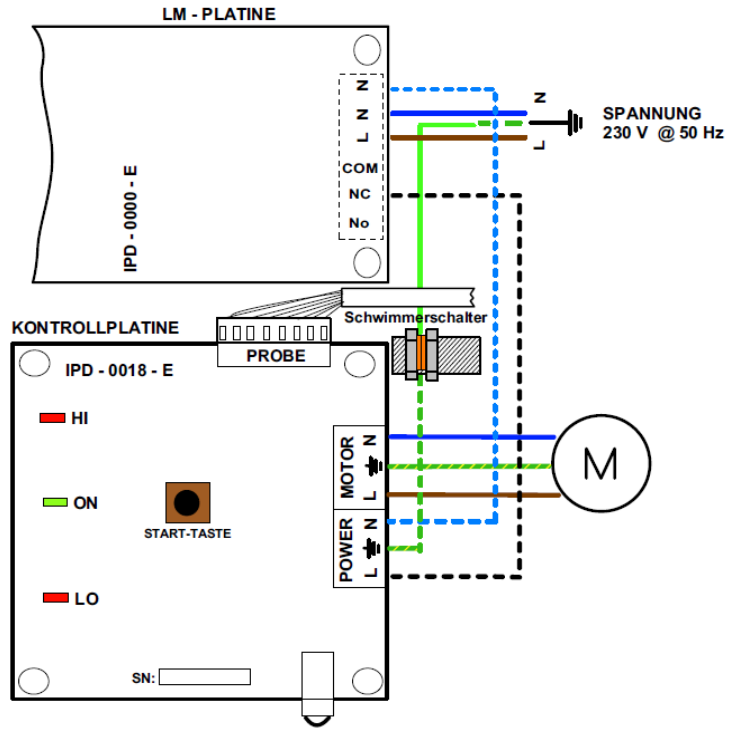 LM - PLATINE
IPD - 0000 - E
N
N
L
COM
NC
No
N
L
SPANNUNG
230 V @ 50 Hz
Schwimmerschalter
KONTROLLPLATINE
PROBE
IPD - 0018 - E
HI
ON
LO
START-TASTE
MOTOR
N
L
POWER
N
L
M
SN: